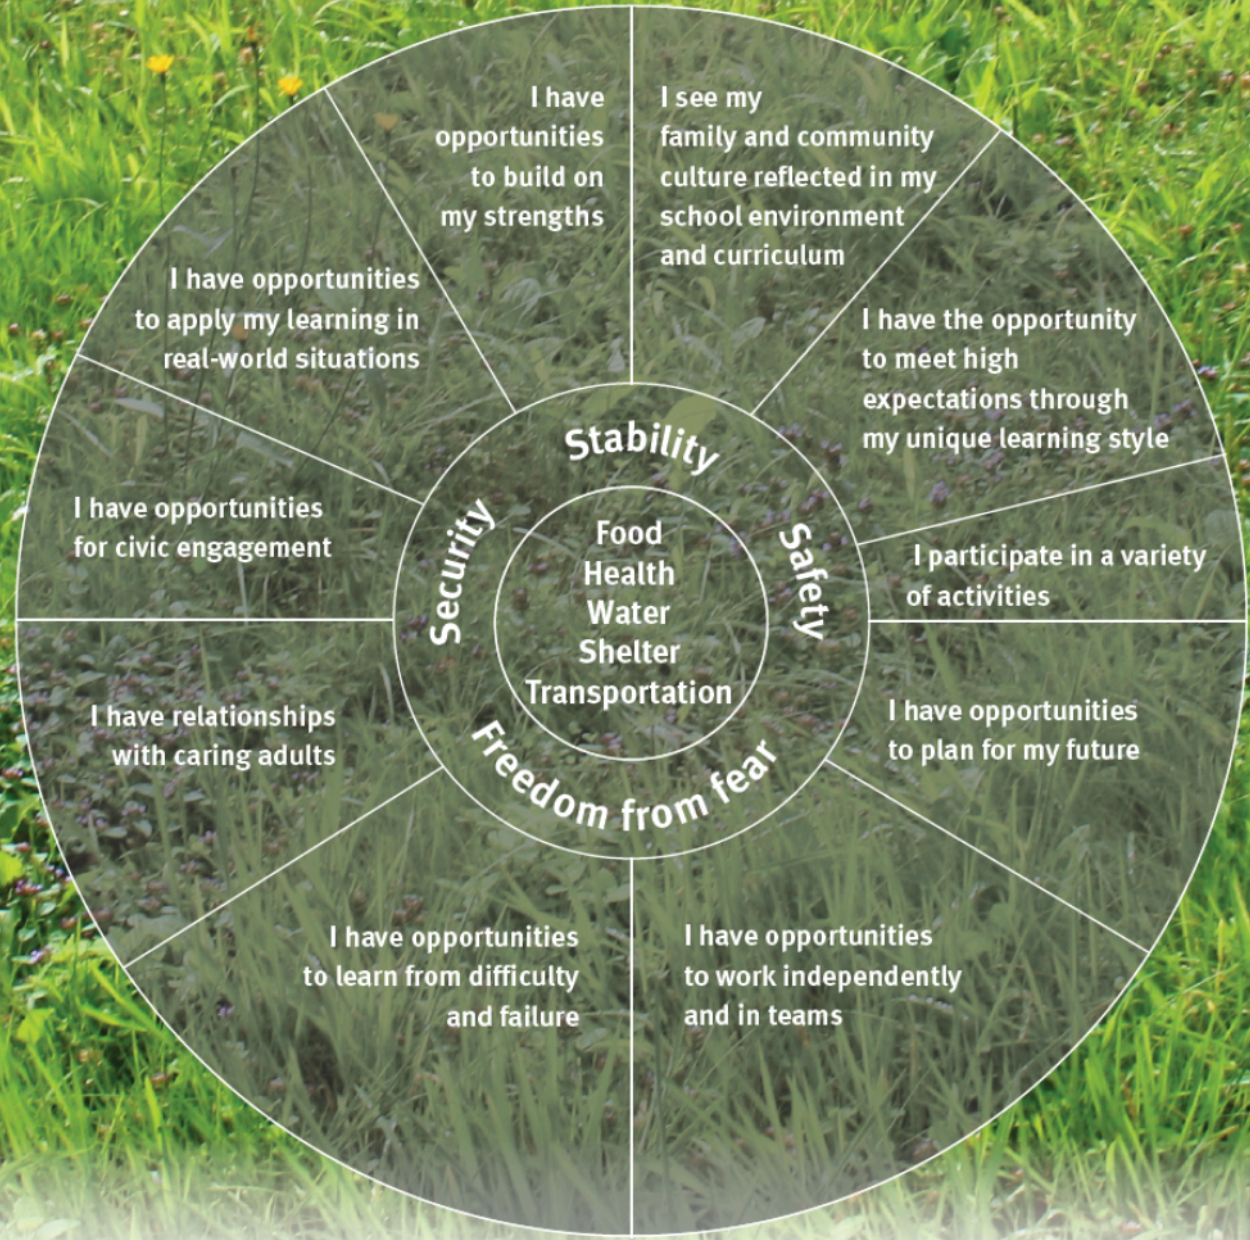 I have
opportunities
to build on
my strengths
I see my
family and community
culture reflected in my
school environment
and curriculum
I have the opportunity
to meet high
expectations through
my unique learning style
I participate in a variety
of activities
I have opportunities
to plan for my future
I have opportunities
to work independently
and in teams
I have opportunities
to learn from difficulty
and failure
I have relationships
with caring adults
I have opportunities
for civic engagement
I have opportunities
to apply my learning in
real-world situations
Stability
Safety
Freedom from fear
Security
Food
Health
Water
Shelter
Transportation